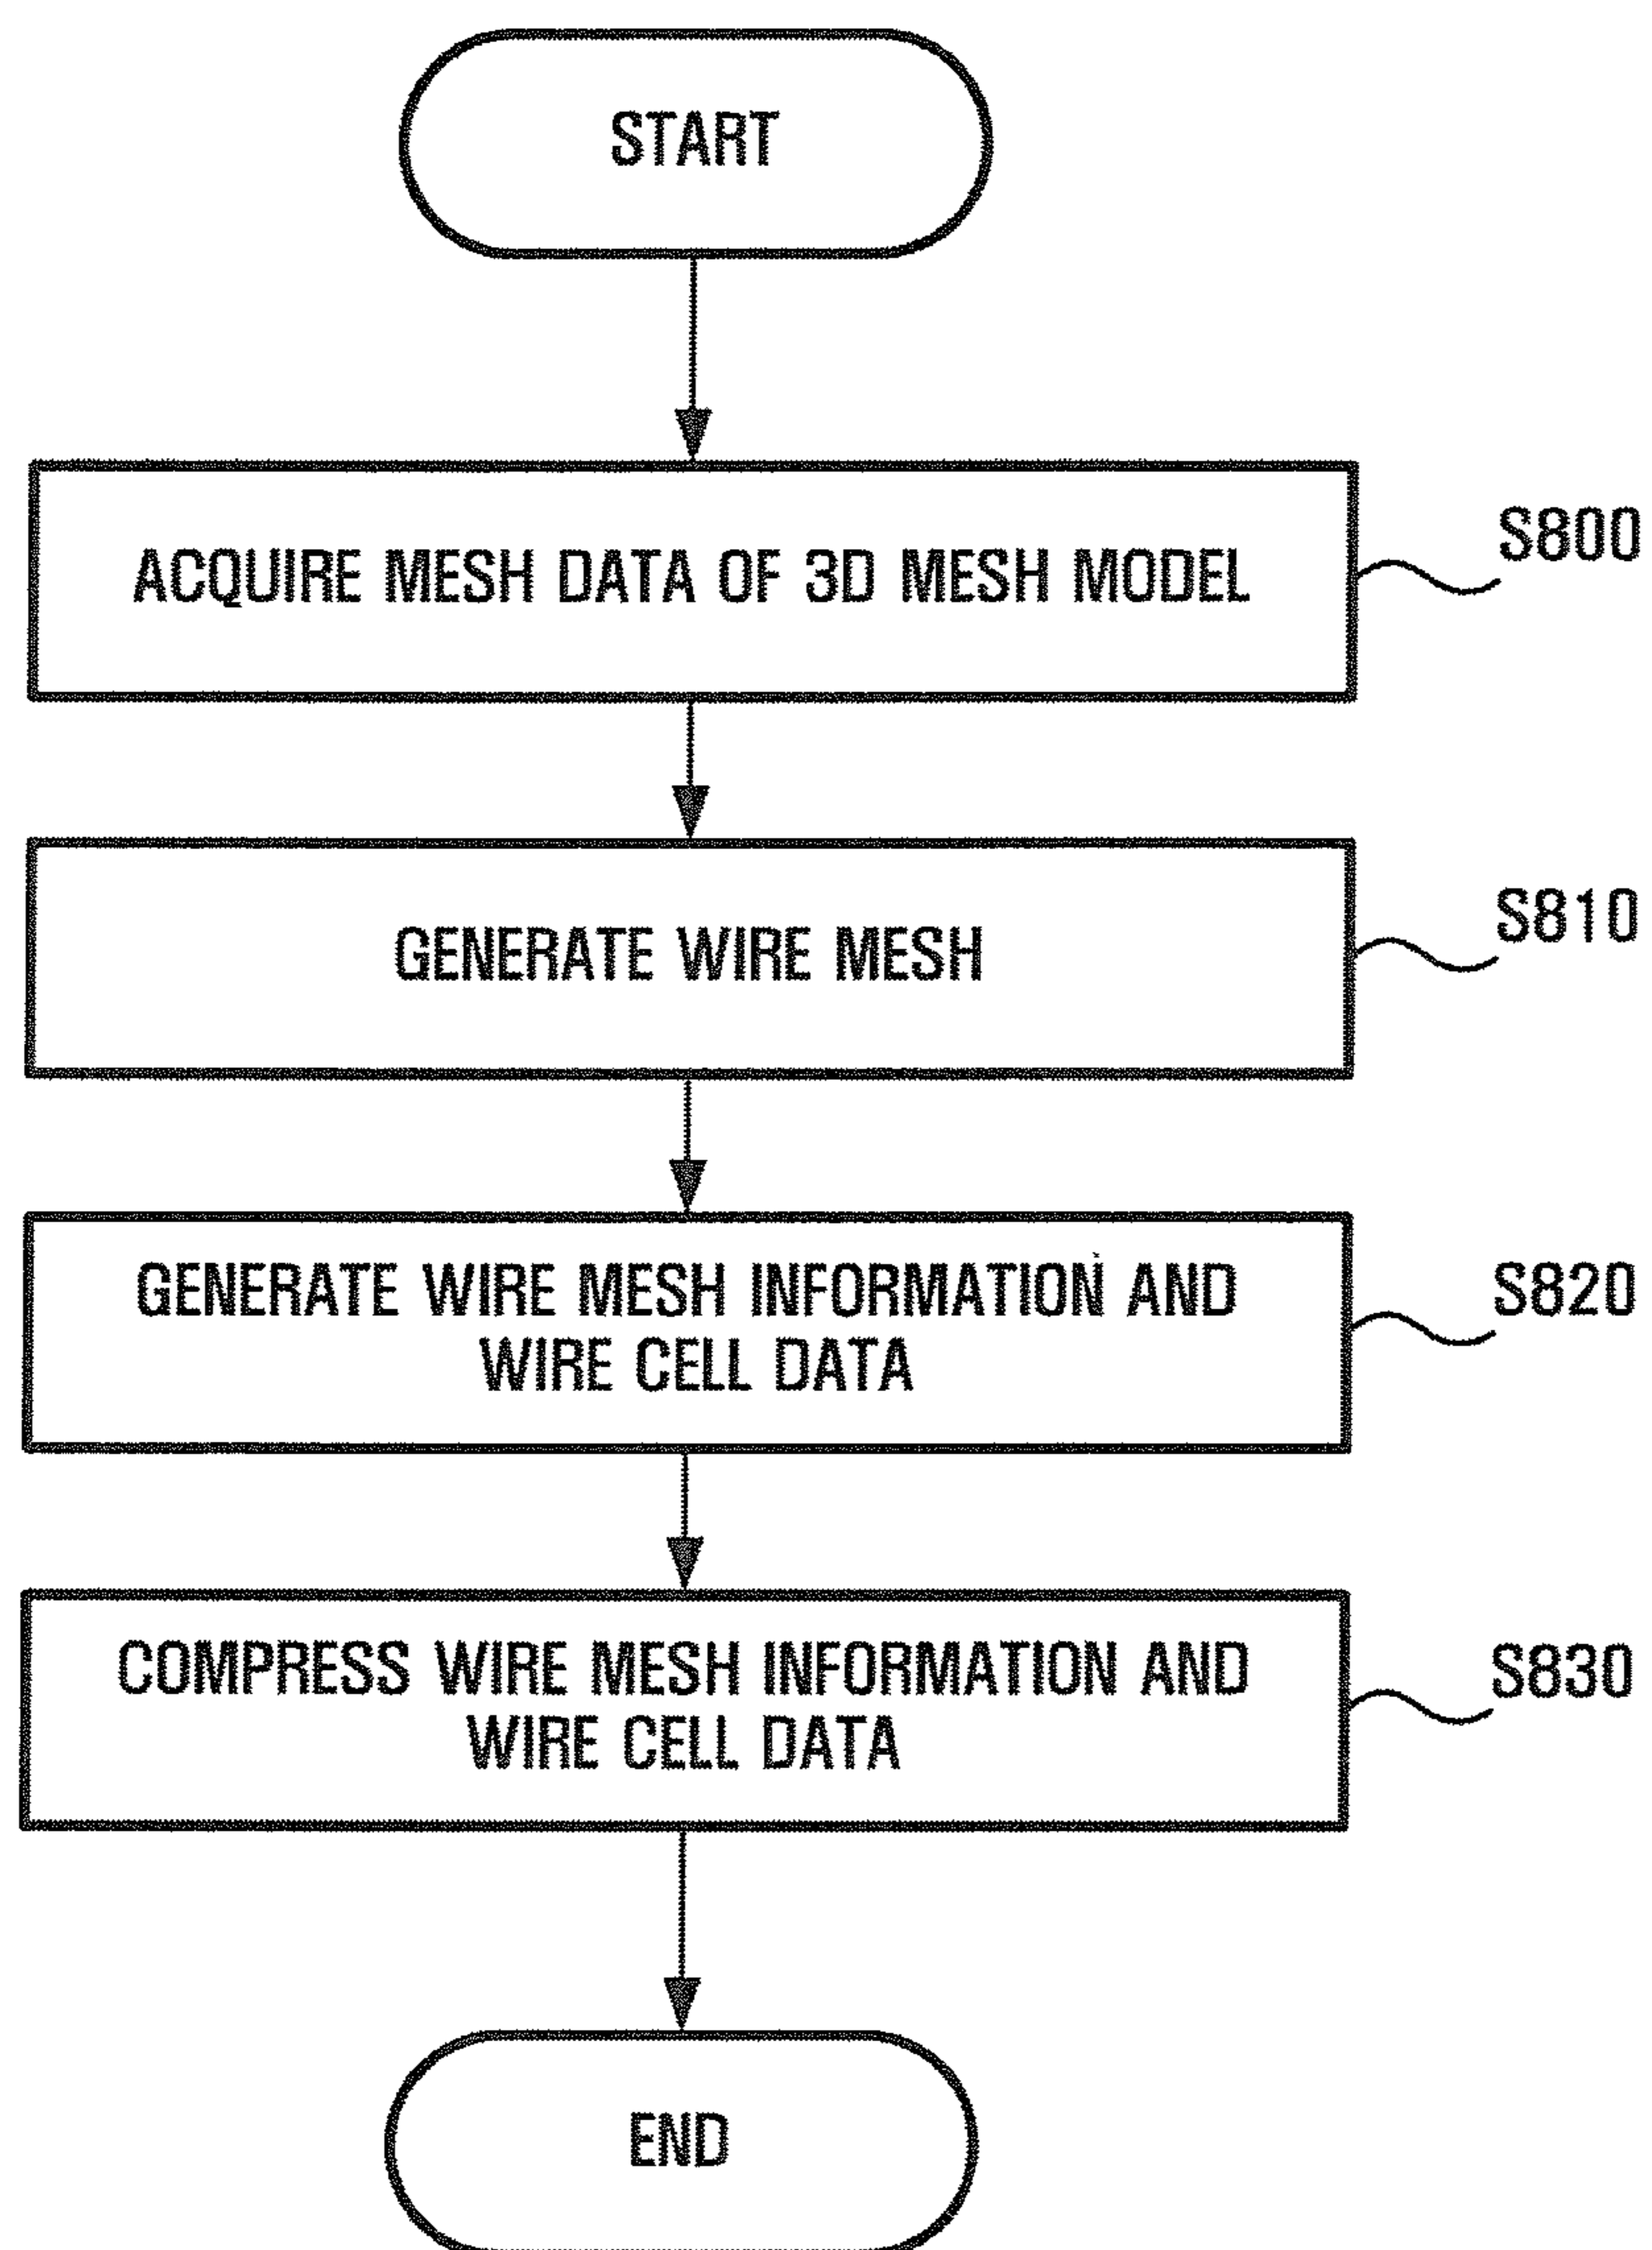 START
ACQUIRE MESH DATA OF 3D MESH MODEL
S800
GENERATE WIRE MESH
S810
GENERATE WIRE MESH INFORMATION AND
WIRE CELL DATA
S820
COMPRESS WIRE MESH INFORMATION AND
WIRE CELL DATA
S830
END